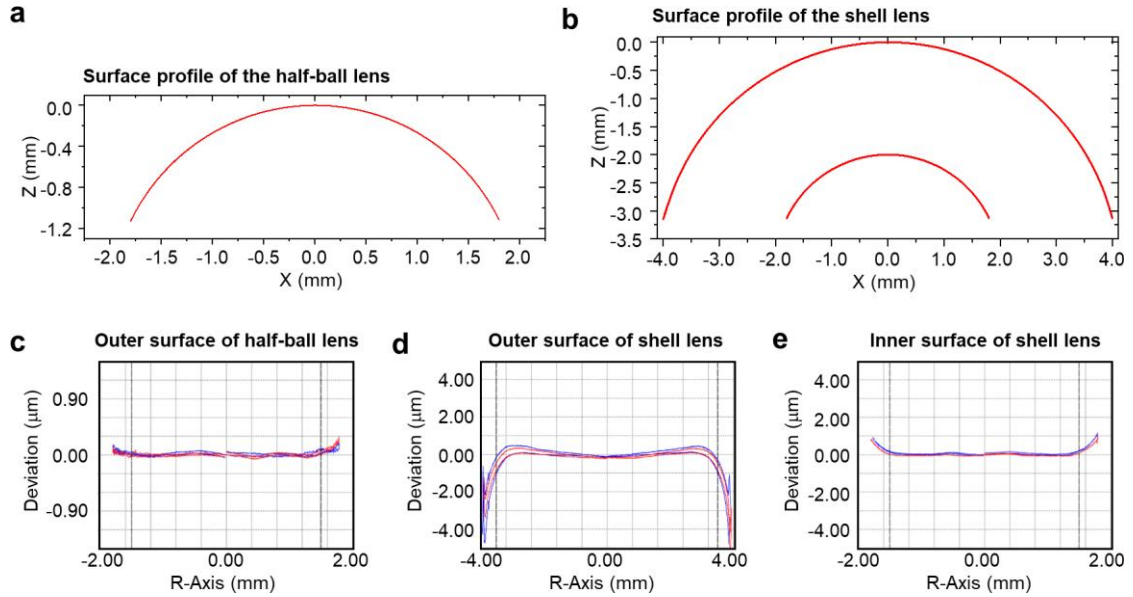 a
Surface profile of the half-ball lens
0.0
-0.4
-0.8
-1.2
Z (mm)
-2.0 -1.5 -1.0 -0.5 0.0 0.5 1.0 1.5 2.0
X (mm)
b
Surface profile of the shell lens
0.0
-0.5
-1.0
-1.5
-2.0
-2.5
-3.0
-3.5
Z (mm)
-4.0 -3.0 -2.0 -1.0 0.0 1.0 2.0 3.0 4.0
X (mm)
c
Outer surface of half-ball lens
0.90
0.00
-0.90
Deviation (μm)
-2.00 0.00 2.00
R-Axis (mm)
d
Outer surface of shell lens
4.00
2.00
0.00
-2.00
-4.00
Deviation (μm)
-4.00 0.00 4.00
R-Axis (mm)
e
Inner surface of shell lens
4.00
2.00
0.00
-2.00
-4.00
Deviation (μm)
-2.00 0.00 2.00
R-Axis (mm)